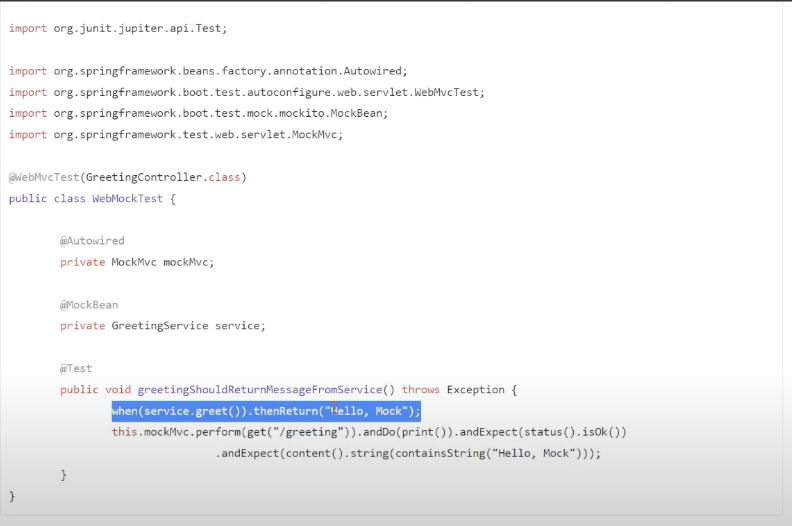 import org.junit.jupiter.api.Test;
import org.springframework.beans.factory.annotation.Autowired;
import org.springframework.boot.test.autoconfigure.web.servlet.WebMvcTest;
import org.springframework.boot.test.mock.mockito.MockBean;
import org.springframework.test.web.servlet.MockMvc;
@WebMvcTest(GreetingController.class)
public class WebMockTest {
@Autowired
private MockMvc mockMvc;
@MockBean
private GreetingService service;
@Test
public void greetingShouldReturnMessageFromService() throws Exception {
when(service.greet()).thenReturn("Hello, Mock");
this.mockMvc.perform(get("/greeting")).andDo(print()).andExpect(status().isOk())
.andExpect(content().string(containsString("Hello, Mock")));
}
}